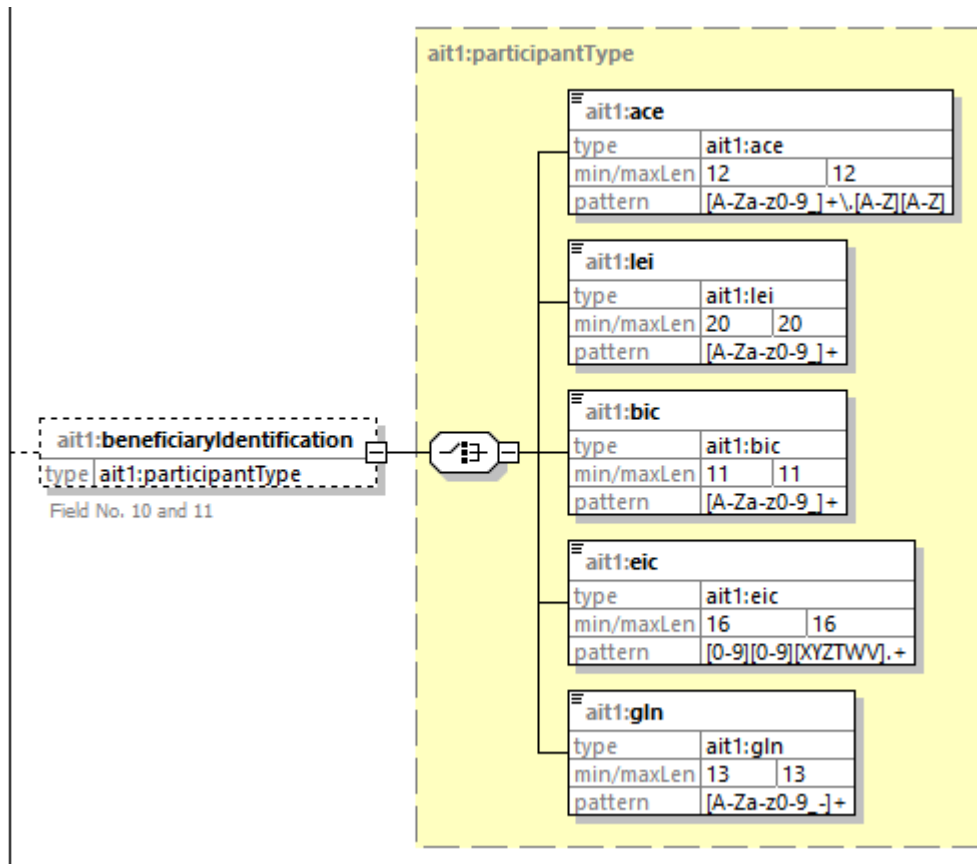 ait1:participantType
ait1:ace
type ait1:ace
min/maxLen 12 12
pattern [A-Za-z0-9_]+\.[A-Z][A-Z]
ait1:lei
type ait1:lei
min/maxLen 20 20
pattern [A-Za-z0-9_]+
ait1:bic
type ait1:bic
min/maxLen 11 11
pattern [A-Za-z0-9_]+
ait1:beneficiaryIdentification
type ait1:participantType
Field No. 10 and 11
ait1:eic
type ait1:eic
min/maxLen 16 16
pattern [0-9][0-9][XYZTWV].+
ait1:gln
type ait1:gln
min/maxLen 13 13
pattern [A-Za-z0-9_-]+